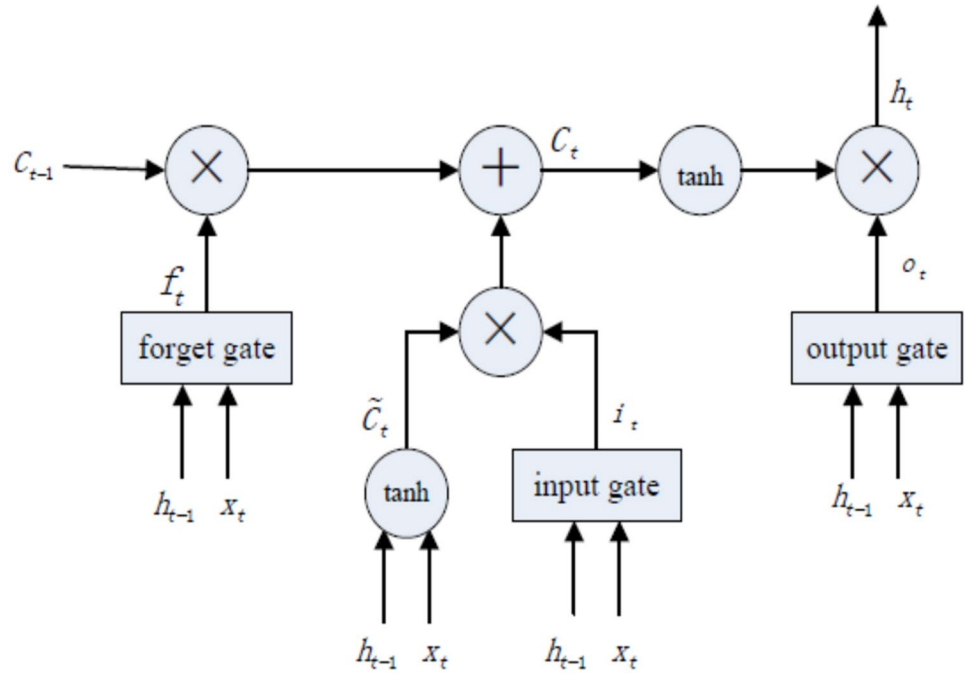 h_t
C_{t-1}
×
+
C_t
tanh
×
f_t
o_t
forget gate
×
output gate
C̃_t
i_t
tanh
input gate
h_{t-1} x_t
h_{t-1} x_t
h_{t-1} x_t
h_{t-1} x_t